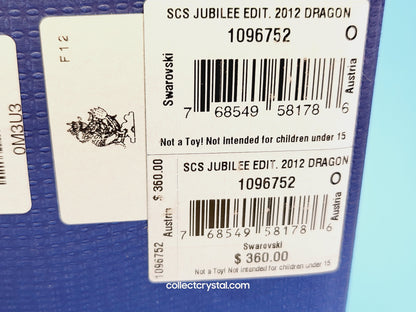 SCS JUBILEE EDIT. 2012 DRAGON
1096752
O
Swarovski
Austria
7 68549 58178 6
Not a Toy! Not Intended for children under 15
F12
0M3U3
SCS JUBILEE EDIT. 2012 DRAGON
1096752
O
$ 360.00
Austria
1096752
Austria
7 68549 58178 6
Swarovski
$ 360.00
Not a Toy! Not Intended for children under 15
collectcrystal.com